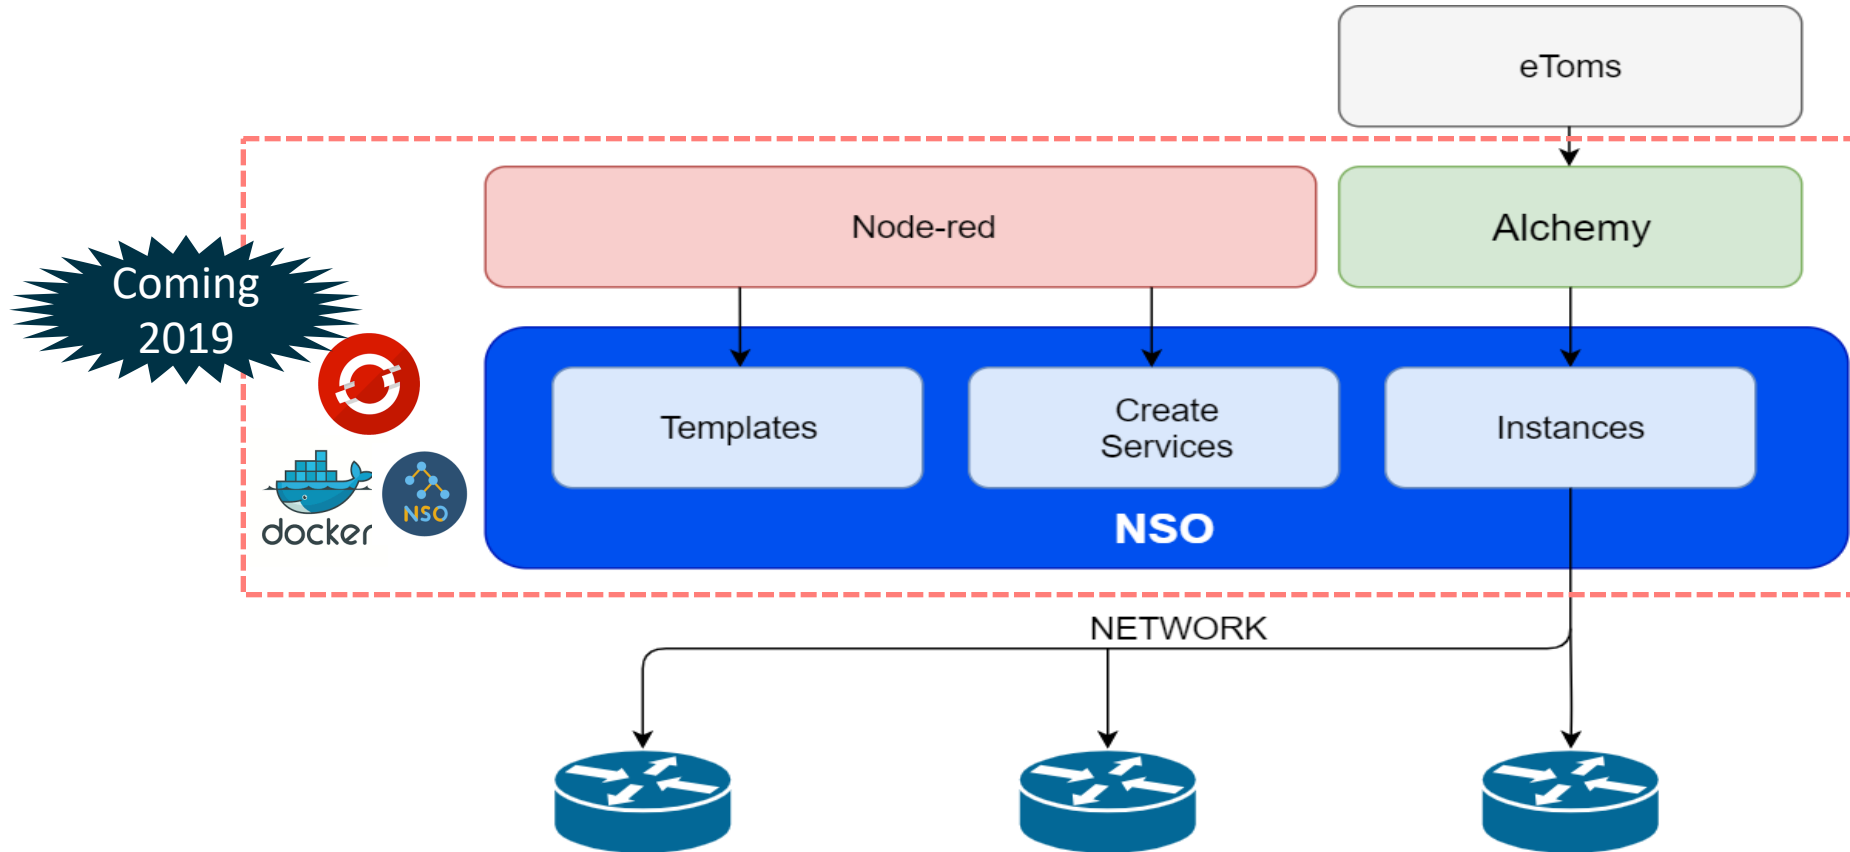 eToms
Node-red
Alchemy
Coming
2019
Templates
Create
Services
Instances
docker
NSO
NSO
NETWORK